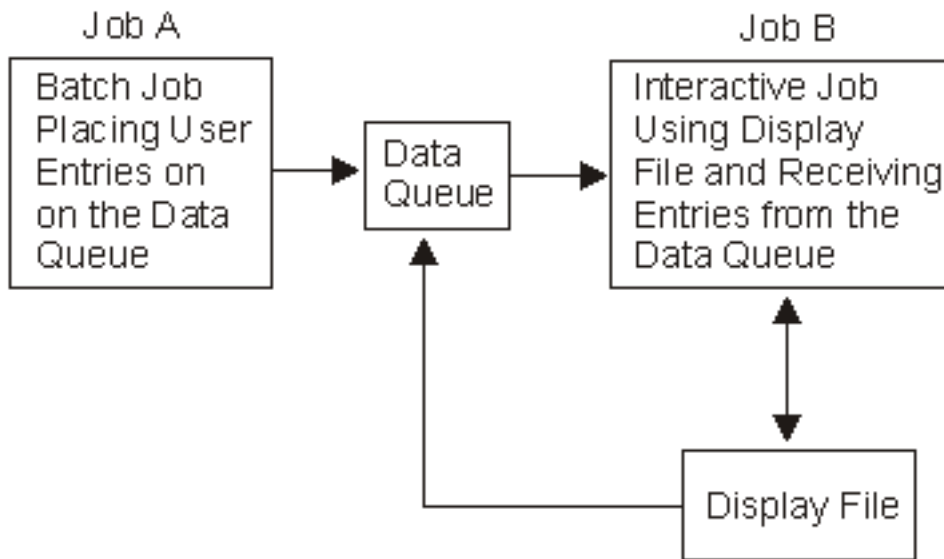 Job A
Batch Job
Placing User
Entries on
on the Data
Queue
Data
Queue
Job B
Interactive Job
Using Display
File and Receiving
Entries from the
Data Queue
Display File